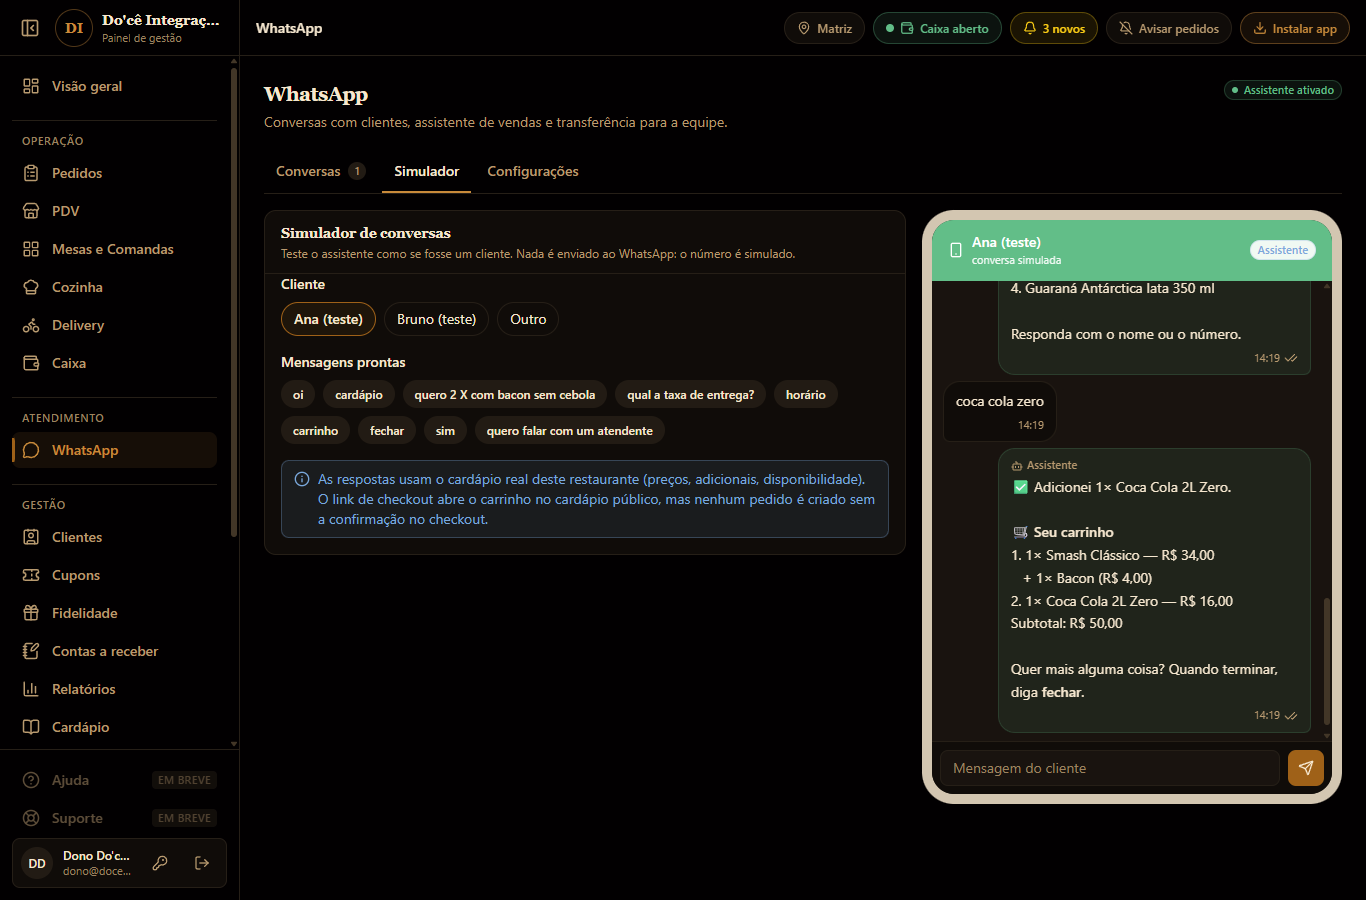 DI
Do'cê Integraç...
Painel de gestão
WhatsApp
Matriz
Caixa aberto
3 novos
Avisar pedidos
Instalar app
Visão geral
OPERAÇÃO
Pedidos
PDV
Mesas e Comandas
Cozinha
Delivery
Caixa
ATENDIMENTO
WhatsApp
GESTÃO
Clientes
Cupons
Fidelidade
Contas a receber
Relatórios
Cardápio
Ajuda EM BREVE
Suporte EM BREVE
DD
Dono Do'c...
dono@doce...
WhatsApp
Assistente ativado
Conversas com clientes, assistente de vendas e transferência para a equipe.
Conversas 1
Simulador
Configurações
Simulador de conversas
Teste o assistente como se fosse um cliente. Nada é enviado ao WhatsApp: o número é simulado.
Cliente
Ana (teste)
Bruno (teste)
Outro
Mensagens prontas
oi
cardápio
quero 2 X com bacon sem cebola
qual a taxa de entrega?
horário
carrinho
fechar
sim
quero falar com um atendente
As respostas usam o cardápio real deste restaurante (preços, adicionais, disponibilidade).
O link de checkout abre o carrinho no cardápio público, mas nenhum pedido é criado sem
a confirmação no checkout.
Ana (teste)
conversa simulada
Assistente
4. Guaraná Antárctica lata 350 ml
Responda com o nome ou o número.
14:19
coca cola zero
14:19
Assistente
✅ Adicionei 1× Coca Cola 2L Zero.
🛒 Seu carrinho
1. 1× Smash Clássico — R$ 34,00
+ 1× Bacon (R$ 4,00)
2. 1× Coca Cola 2L Zero — R$ 16,00
Subtotal: R$ 50,00
Quer mais alguma coisa? Quando terminar,
diga fechar.
14:19
Mensagem do cliente